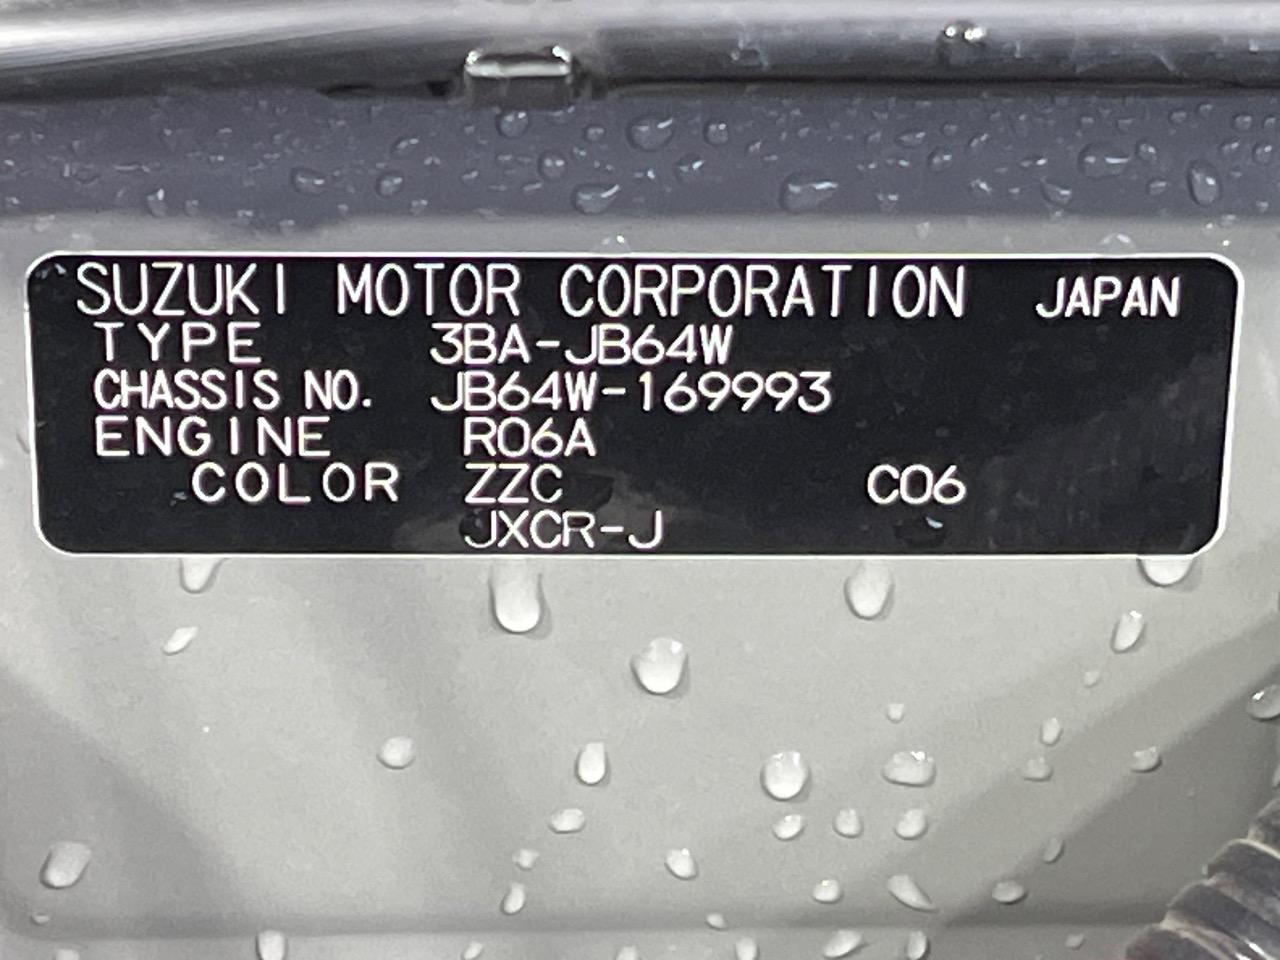 SUZUKI MOTOR CORPORATION JAPAN
TYPE 3BA-JB64W
CHASSIS NO. JB64W-169993
ENGINE R06A
COLOR ZZC C06
JXCR-J